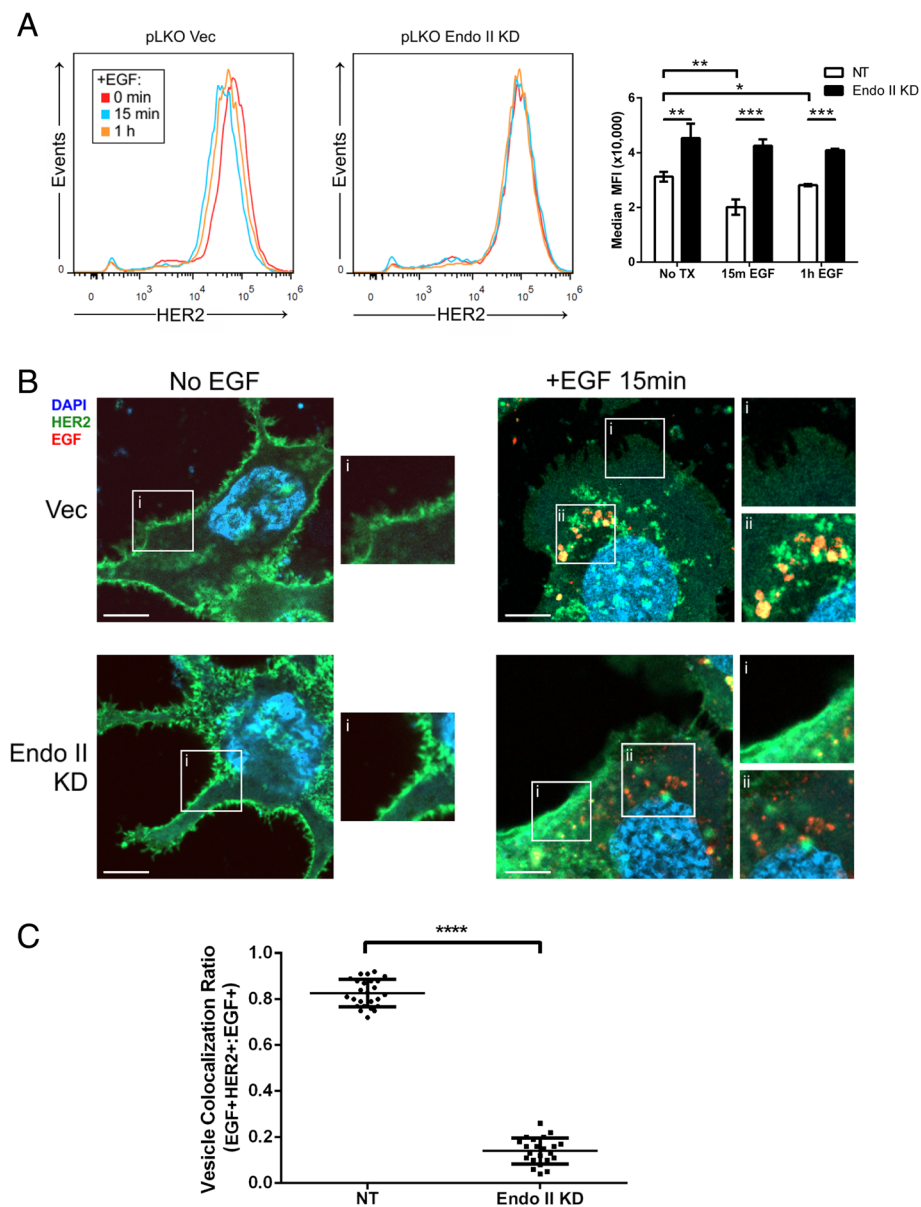 A
pLKO Vec
pLKO Endo II KD
+EGF:
0 min
15 min
1 h
Events
0
0 10³ 10⁴ 10⁵ 10⁶
HER2
Events
0
0 10³ 10⁴ 10⁵ 10⁶
HER2
NT
Endo II KD
**
*
** *** ***
Median MFI (x10,000)
6
4
2
0
No TX 15m EGF 1h EGF
B
No EGF
+EGF 15min
DAPI
HER2
EGF
Vec
i
i
i
ii
i
ii
Endo II
KD
i
i
i
ii
i
ii
C
****
Vesicle Colocalization Ratio
(EGF+HER2+:EGF+)
1.0
0.8
0.6
0.4
0.2
0.0
NT Endo II KD